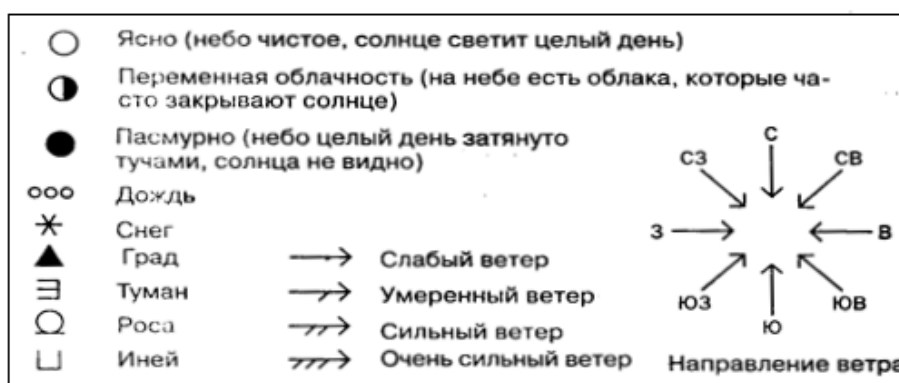 Ясно (небо чистое, солнце светит целый день)
Переменная облачность (на небе есть облака, которые ча-
сто закрывают солнце)
Пасмурно (небо целый день затянуто
тучами, солнца не видно)
Дождь
Снег
Град
Туман
Роса
Иней
Слабый ветер
Умеренный ветер
Сильный ветер
Очень сильный ветер
С
СЗ
СВ
З
В
ЮЗ
ЮВ
Ю
Направление ветра